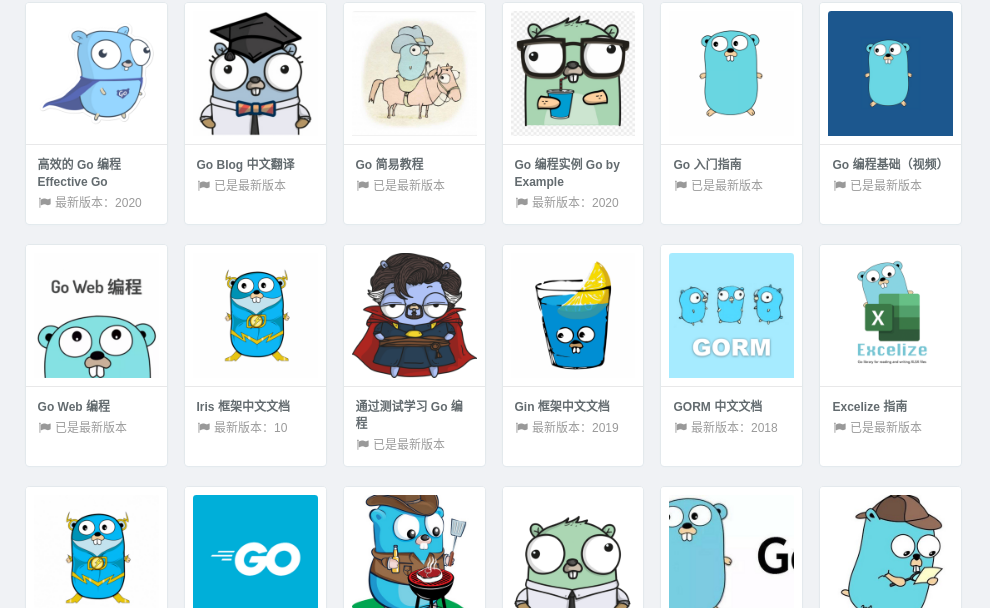 高效的 Go 编程
Effective Go
最新版本：2020
Go Blog 中文翻译
已是最新版本
Go 简易教程
已是最新版本
Go 编程实例 Go by
Example
最新版本：2020
Go 入门指南
已是最新版本
Go 编程基础（视频）
已是最新版本
Go Web 编程
Go Web 编程
已是最新版本
Iris 框架中文文档
最新版本：10
通过测试学习 Go 编
程
已是最新版本
Gin 框架中文文档
最新版本：2019
GORM
GORM 中文文档
最新版本：2018
X
Excelize
Excelize 指南
已是最新版本
GO